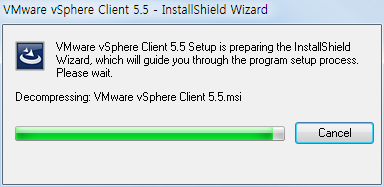 VMware vSphere Client 5.5 - InstallShield Wizard
VMware vSphere Client 5.5 Setup is preparing the InstallShield
Wizard, which will guide you through the program setup process.
Please wait.
Decompressing: VMware vSphere Client 5.5.msi
Cancel